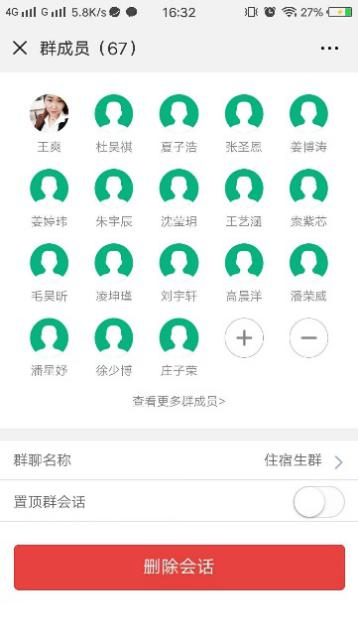 4G G 5.8K/s 16:32 27%
群成员（67）
王爽 杜昊祺 夏子浩 张圣恩 姜博涛
姜婷玮 朱宇辰 沈莹玥 王艺涵 索紫芯
毛昊昕 凌坤瑾 刘宇轩 高晨洋 潘荣威
潘星妤 徐少博 庄子荣
查看更多群成员>
群聊名称 住宿生群
置顶群会话
删除会话